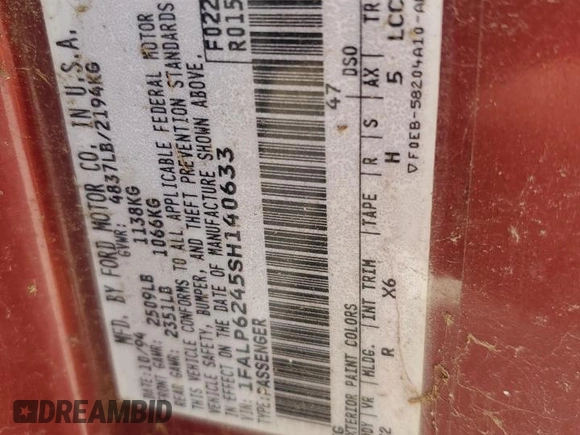 MFD. BY FORD MOTOR CO. IN U.S.A.
DATE: 10/94 GVWR: 4837LB/2194KG
FRONT GAWR: 2509LB 1138KG
REAR GAWR: 2351LB 1066KG
THIS VEHICLE CONFORMS TO ALL APPLICABLE FEDERAL MOTOR
VEHICLE SAFETY, BUMPER, AND THEFT PREVENTION STANDARDS
IN EFFECT ON THE DATE OF MANUFACTURE SHOWN ABOVE.
1FALP6245SH140633 F022
TYPE: PASSENGER R015
EXTERIOR PAINT COLORS 47 DSO
VR MLDG. INT TRIM TAPE R S AX TR
R X6 H 5 LCC
▽F0EB-58204A10-A
1DREAMBID